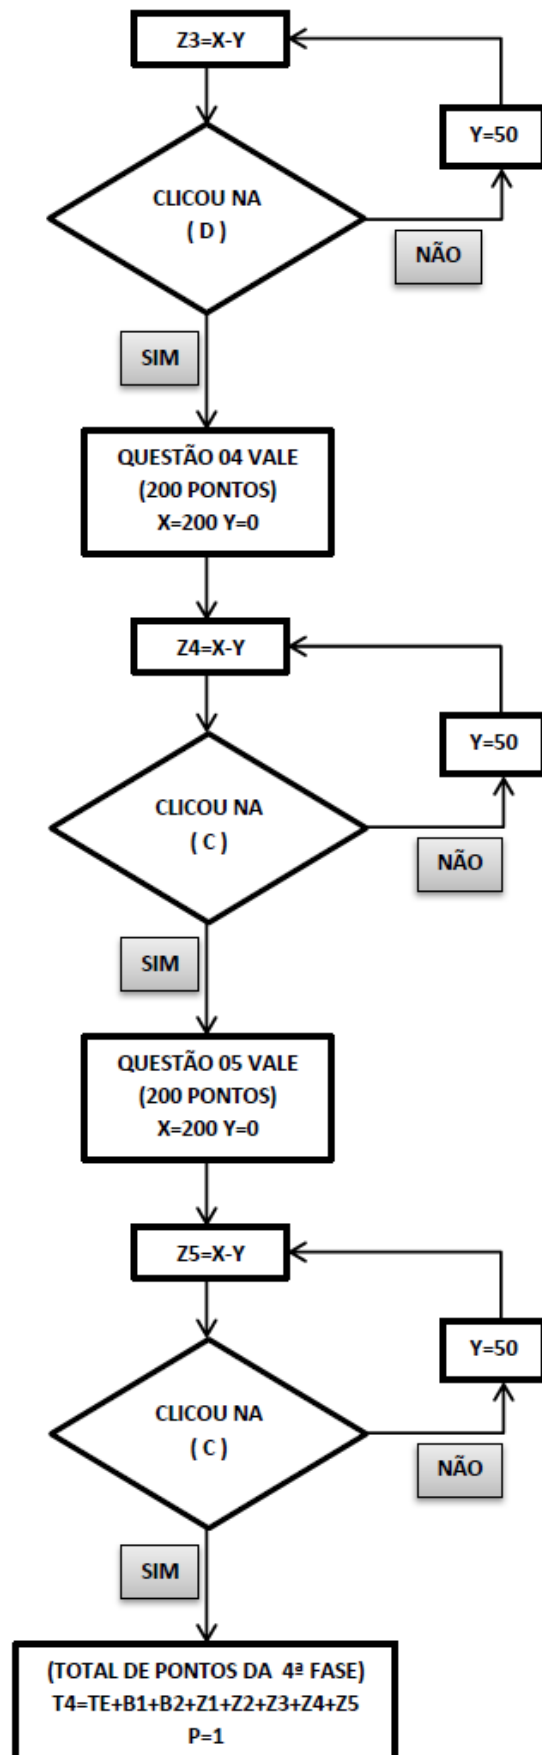 Z3=X-Y
Y=50
CLICOU NA
( D )
NÃO
SIM
QUESTÃO 04 VALE
(200 PONTOS)
X=200 Y=0
Z4=X-Y
Y=50
CLICOU NA
( C )
NÃO
SIM
QUESTÃO 05 VALE
(200 PONTOS)
X=200 Y=0
Z5=X-Y
Y=50
CLICOU NA
( C )
NÃO
SIM
(TOTAL DE PONTOS DA 4ª FASE)
T4=TE+B1+B2+Z1+Z2+Z3+Z4+Z5
P=1